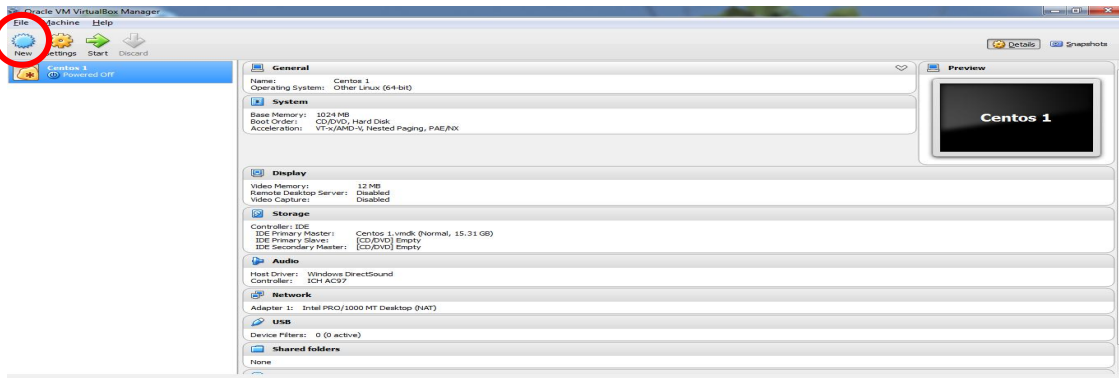 Oracle VM VirtualBox Manager
File Machine Help
New Settings Start Discard
Details Snapshots
Centos 1
Powered Off
General
Name: Centos 1
Operating System: Other Linux (64-bit)
Preview
Centos 1
System
Base Memory: 1024 MB
Boot Order: CD/DVD, Hard Disk
Acceleration: VT-x/AMD-V, Nested Paging, PAE/NX
Display
Video Memory: 12 MB
Remote Desktop Server: Disabled
Video Capture: Disabled
Storage
Controller: IDE
IDE Primary Master: Centos 1.vmdk (Normal, 15.31 GB)
IDE Primary Slave: [CD/DVD] Empty
IDE Secondary Master: [CD/DVD] Empty
Audio
Host Driver: Windows DirectSound
Controller: ICH AC97
Network
Adapter 1: Intel PRO/1000 MT Desktop (NAT)
USB
Device Filters: 0 (0 active)
Shared folders
None